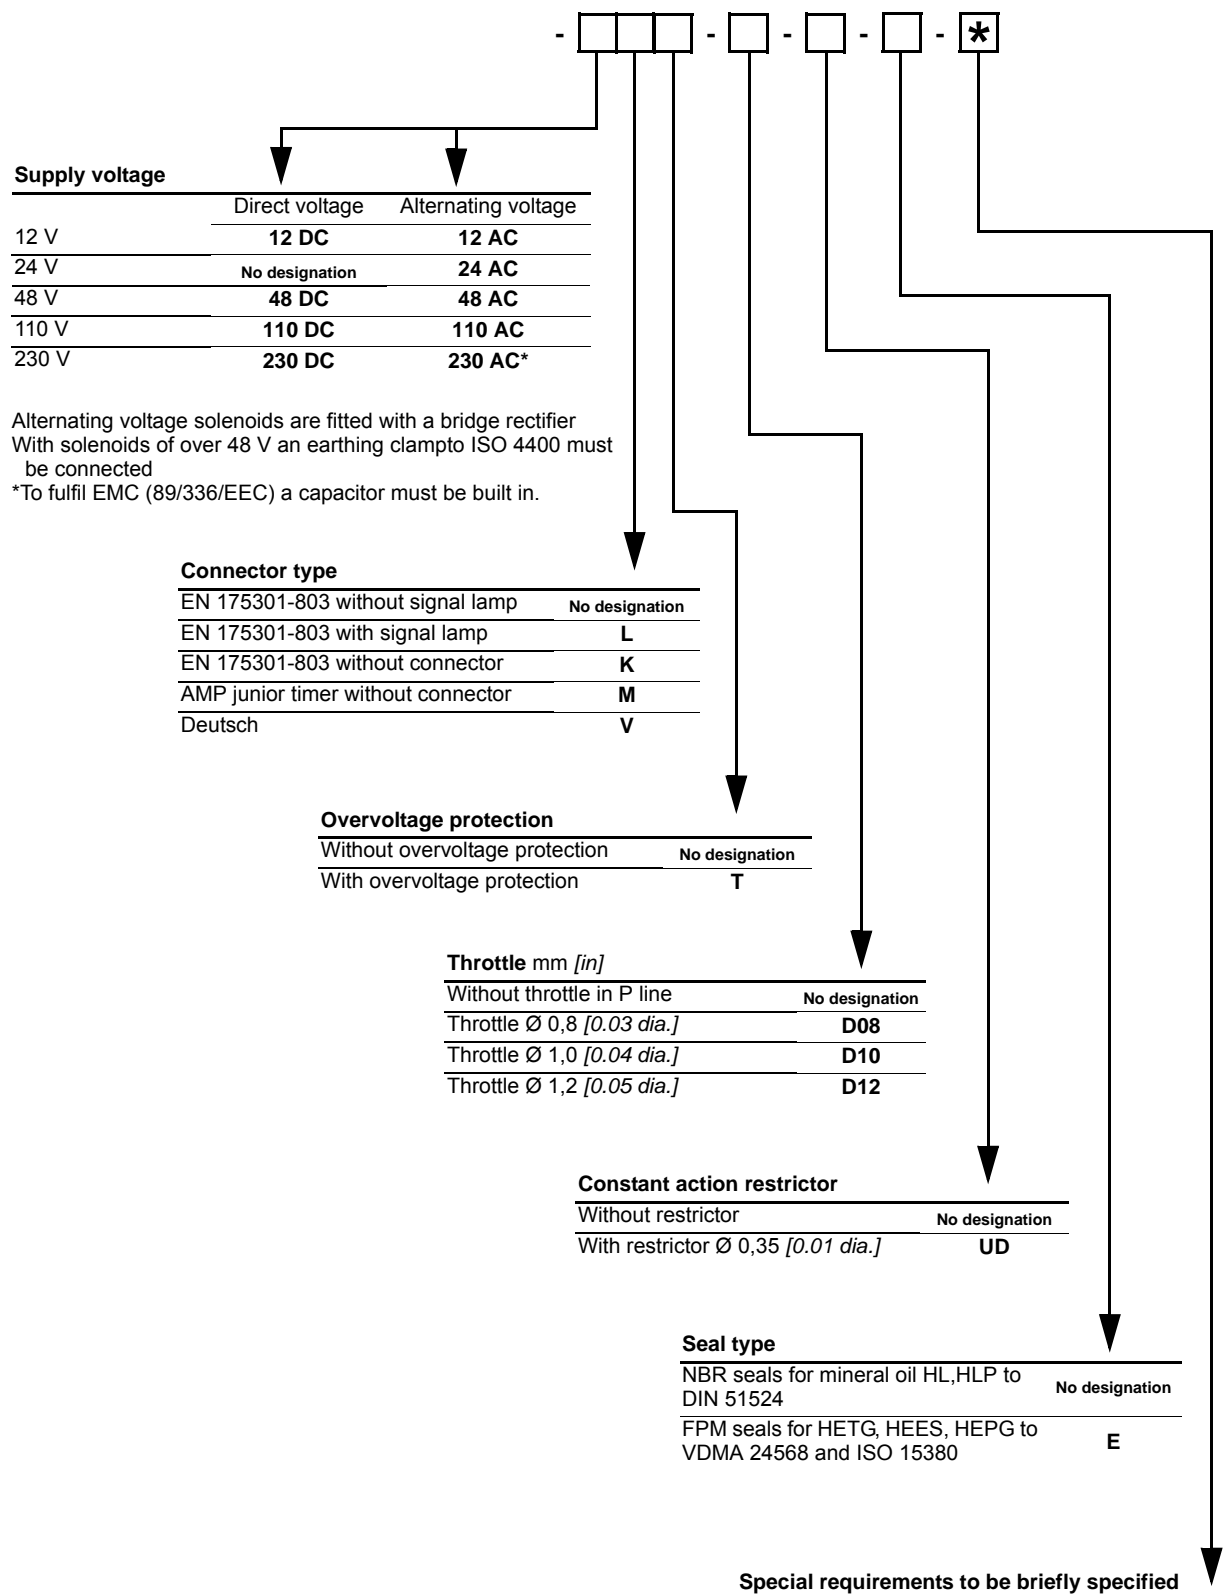 - - - - - *
Supply voltage
Direct voltage Alternating voltage
12 V 12 DC 12 AC
24 V No designation 24 AC
48 V 48 DC 48 AC
110 V 110 DC 110 AC
230 V 230 DC 230 AC*
Alternating voltage solenoids are fitted with a bridge rectifier
With solenoids of over 48 V an earthing clampto ISO 4400 must
be connected
*To fulfil EMC (89/336/EEC) a capacitor must be built in.
Connector type
EN 175301-803 without signal lamp No designation
EN 175301-803 with signal lamp L
EN 175301-803 without connector K
AMP junior timer without connector M
Deutsch V
Overvoltage protection
Without overvoltage protection No designation
With overvoltage protection T
Throttle mm [in]
Without throttle in P line No designation
Throttle Ø 0,8 [0.03 dia.] D08
Throttle Ø 1,0 [0.04 dia.] D10
Throttle Ø 1,2 [0.05 dia.] D12
Constant action restrictor
Without restrictor No designation
With restrictor Ø 0,35 [0.01 dia.] UD
Seal type
NBR seals for mineral oil HL,HLP to
DIN 51524 No designation
FPM seals for HETG, HEES, HEPG to
VDMA 24568 and ISO 15380 E
Special requirements to be briefly specified